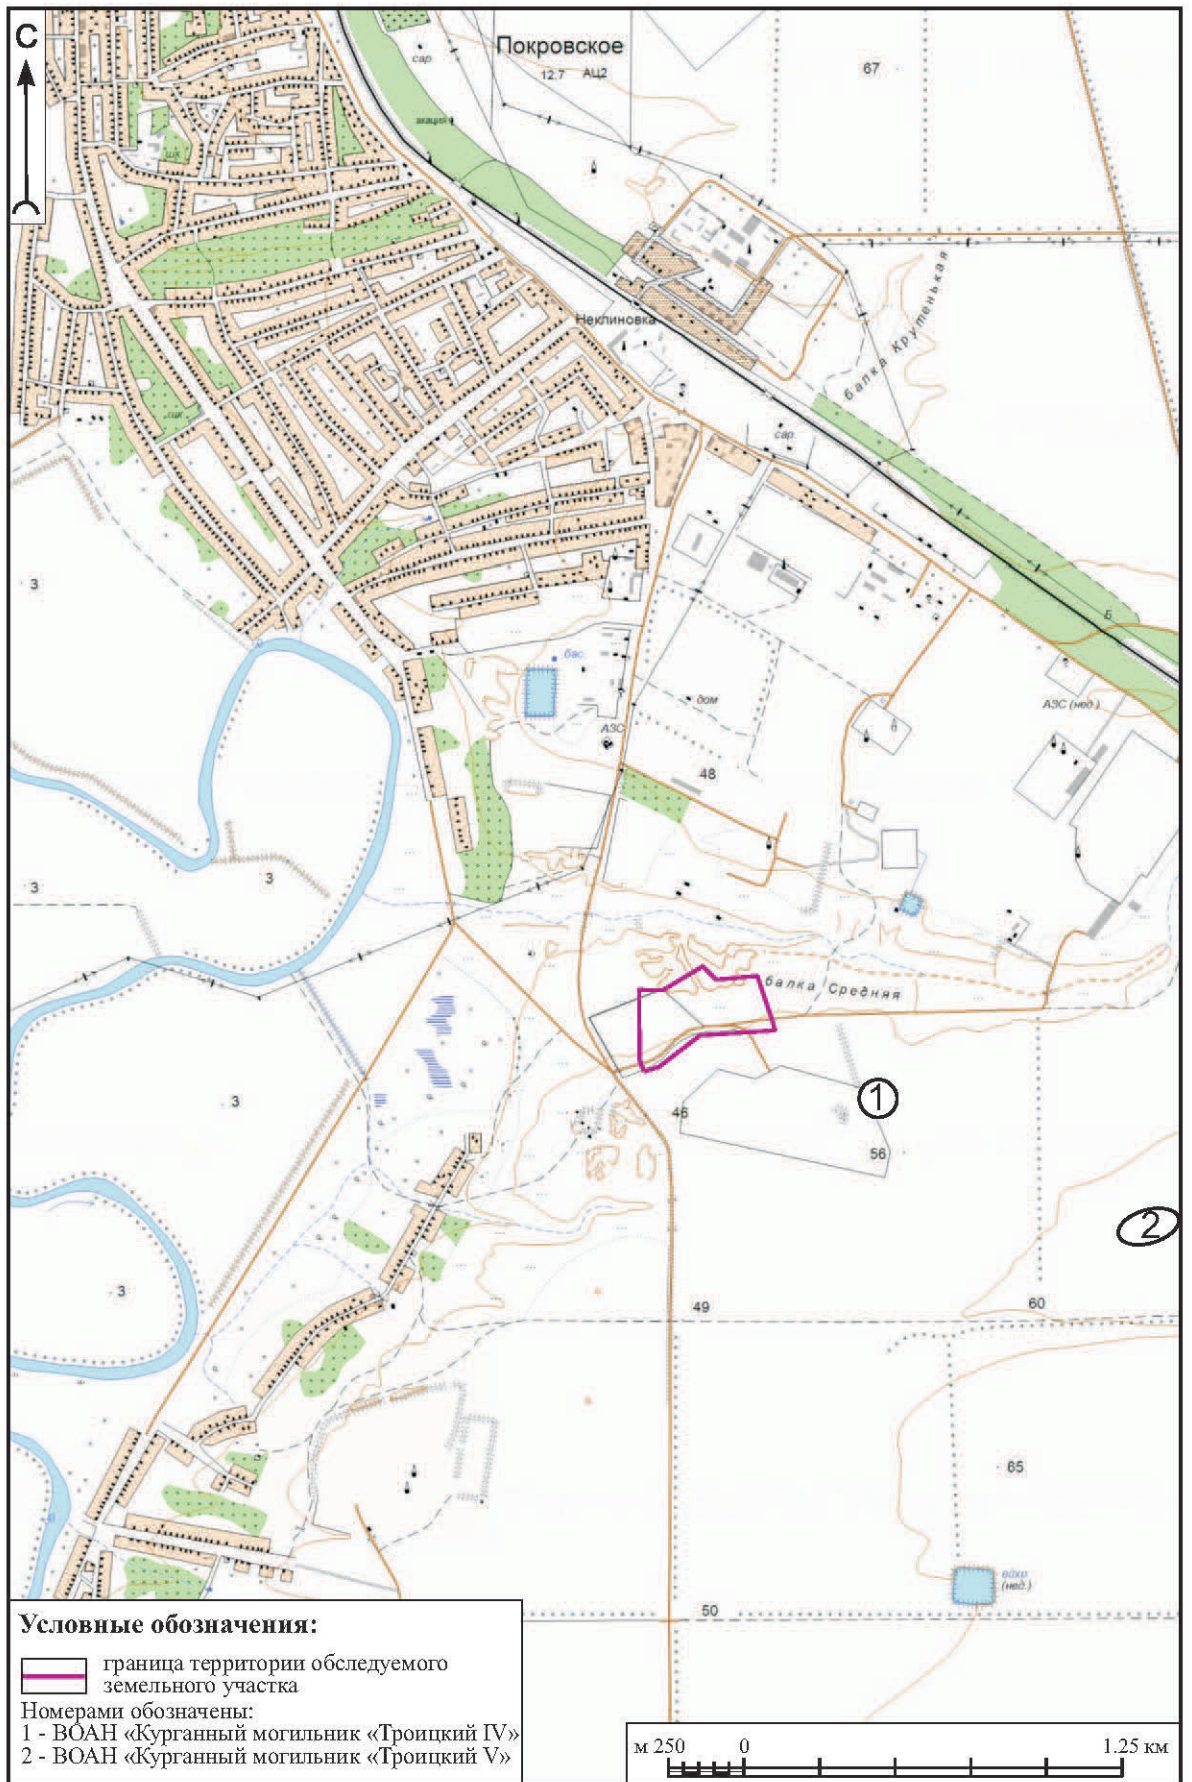 С
Покровское
12.7 АЦ2
сар.
67
акация
шк.
Неклиновка
балка Крутенькая
шк.
сар.
3
Б
бас.
дом
АЗС (нед.)
АЗС
48
3
3
балка Средняя
3
1
46
56
2
3
49
60
65
вдхр.
(нед.)
50
Условные обозначения:
граница территории обследуемого
земельного участка
Номерами обозначены:
1 - ВОАН «Курганный могильник «Троицкий IV»
2 - ВОАН «Курганный могильник «Троицкий V»
м 250 0 1.25 км